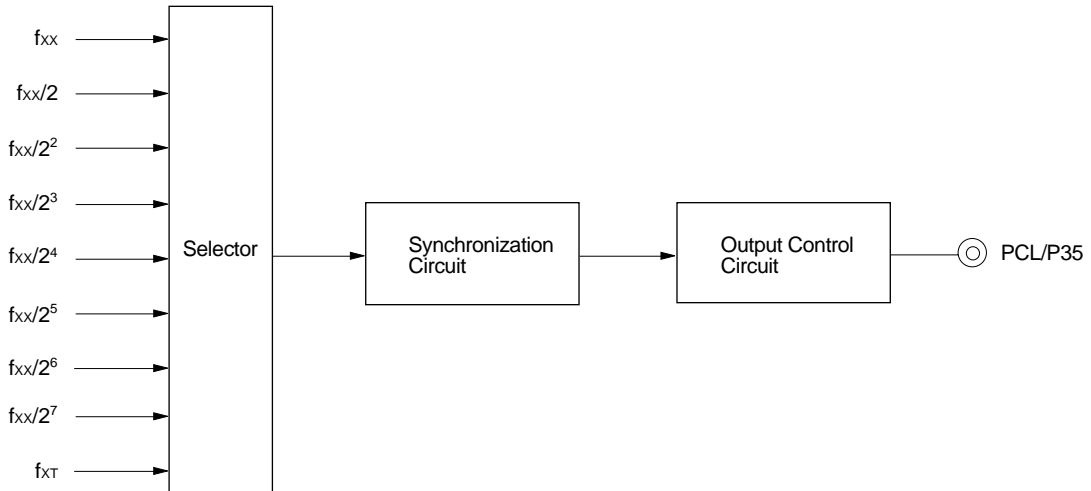 fXX
fXX/2
fXX/2²
fXX/2³
fXX/2⁴
fXX/2⁵
fXX/2⁶
fXX/2⁷
fXT
Selector
Synchronization
Circuit
Output Control
Circuit
PCL/P35